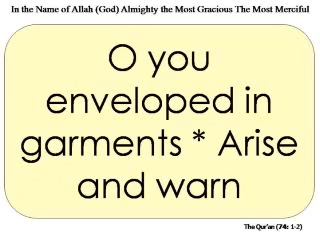 In the Name of Allah (God) Almighty the Most Gracious The Most Merciful
O you
enveloped in
garments * Arise
and warn
The Qur'an (74: 1-2)